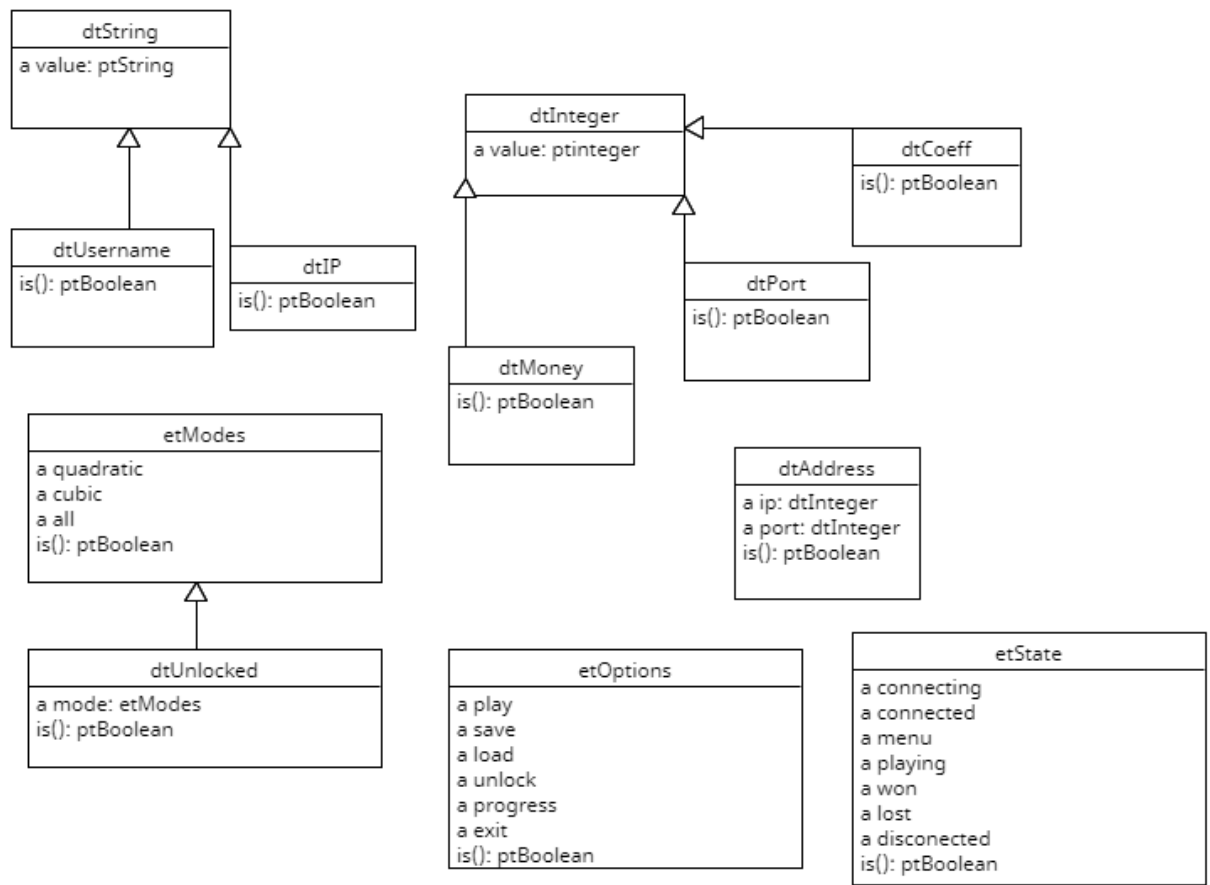 dtString
a value: ptString
dtInteger
a value: ptinteger
dtCoeff
is(): ptBoolean
dtUsername
is(): ptBoolean
dtIP
is(): ptBoolean
dtPort
is(): ptBoolean
dtMoney
is(): ptBoolean
etModes
a quadratic
a cubic
a all
is(): ptBoolean
dtAddress
a ip: dtInteger
a port: dtInteger
is(): ptBoolean
dtUnlocked
a mode: etModes
is(): ptBoolean
etOptions
a play
a save
a load
a unlock
a progress
a exit
is(): ptBoolean
etState
a connecting
a connected
a menu
a playing
a won
a lost
a disconected
is(): ptBoolean